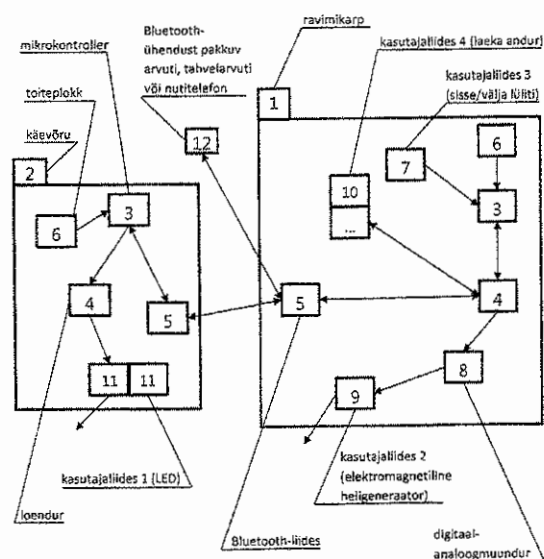 ravimikarp
Bluetooth-
ühendust pakkuv
arvuti, tahvelarvuti
või nutitelefon
mikrokontroller
kasutajaliides 4 (laeka andur)
toiteplokk
kasutajaliides 3
(sisse/välja lüliti)
käevõru
1
12
6
7
2
10
3
3
6
...
4
5
5
4
8
11
11
9
kasutajaliides 1 (LED)
kasutajaliides 2
(elektromagnetiline
heligeneraator)
loendur
Bluetooth-liides
digitaal-
analoogmuundur